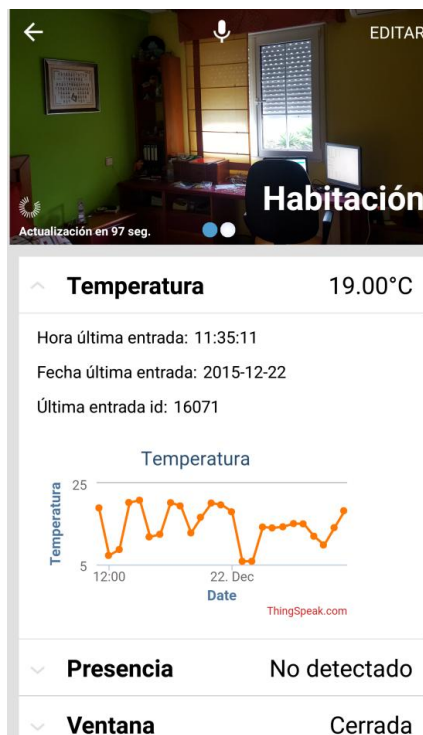 EDITAR
Habitación
Actualización en 97 seg.
Temperatura 19.00°C
Hora última entrada: 11:35:11
Fecha última entrada: 2015-12-22
Última entrada id: 16071
Temperatura
Temperatura
25
5
12:00 22. Dec
Date
ThingSpeak.com
Presencia No detectado
Ventana Cerrada